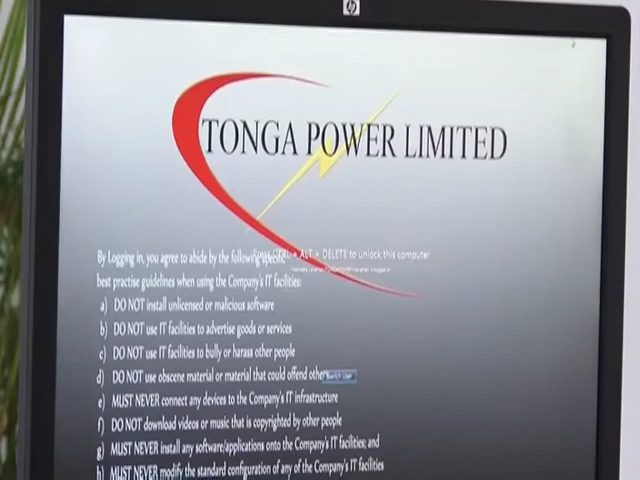 hp
TONGA POWER LIMITED
By Logging in, you agree to abide by the following specific
Press CTRL + ALT + DELETE to unlock this computer
best practise guidelines when using the Company's IT facilities:
a) DO NOT install unlicensed or malicious software
b) DO NOT use IT facilities to advertise goods or services
c) DO NOT use IT facilities to bully or harass other people
d) DO NOT use obscene material or material that could offend
Switch User
e) MUST NEVER connect any devices to the Company's IT infrastructure
f) DO NOT download videos or music that is copyrighted by other people
g) MUST NEVER install any software/applications onto the Company's IT facilities; and
h) MUST NEVER modify the standard configuration of any of the Company's IT facilities